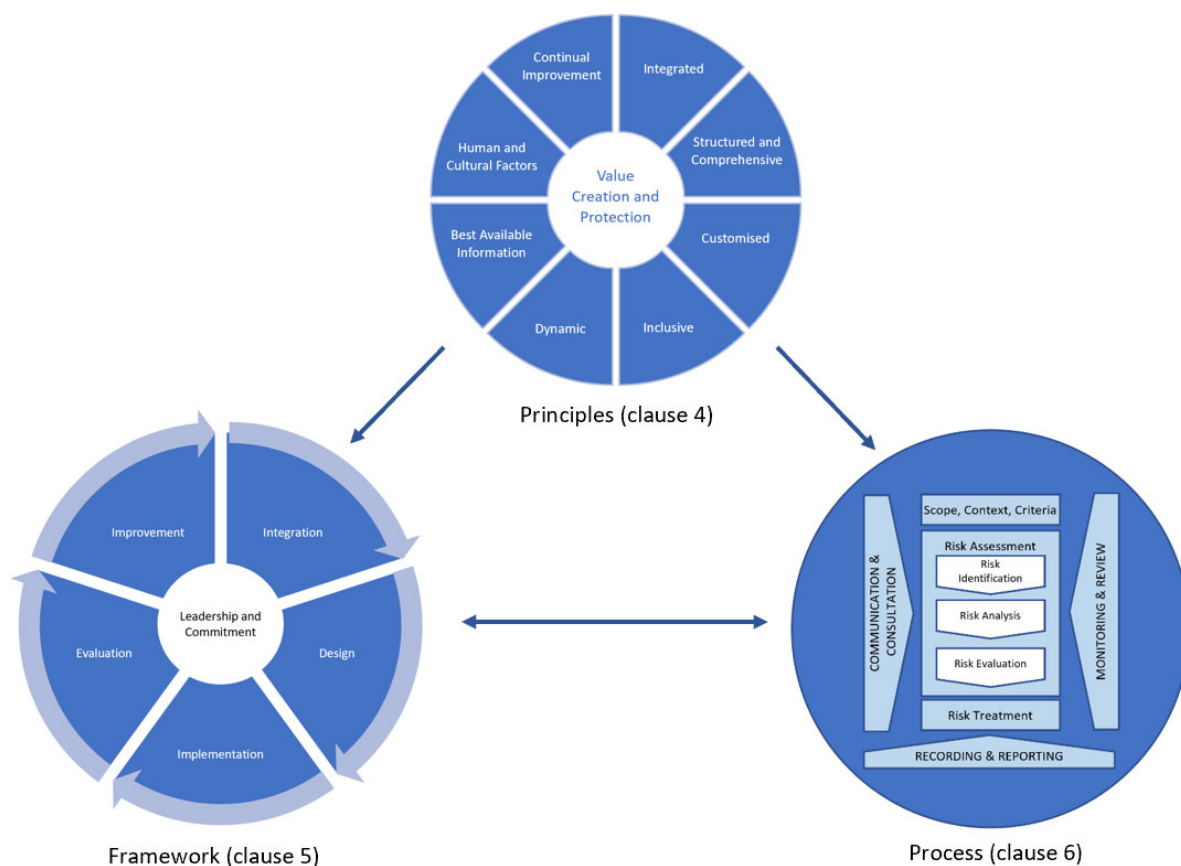 Continual
Improvement
Integrated
Human and
Cultural Factors
Structured and
Comprehensive
Value
Creation and
Protection
Best Available
Information
Customised
Dynamic
Inclusive
Principles (clause 4)
Improvement
Integration
Leadership and
Commitment
Evaluation
Design
Implementation
Framework (clause 5)
Scope, Context, Criteria
Risk Assessment
Risk
Identification
Risk Analysis
Risk Evaluation
Risk Treatment
COMMUNICATION &
CONSULTATION
MONITORING & REVIEW
RECORDING & REPORTING
Process (clause 6)